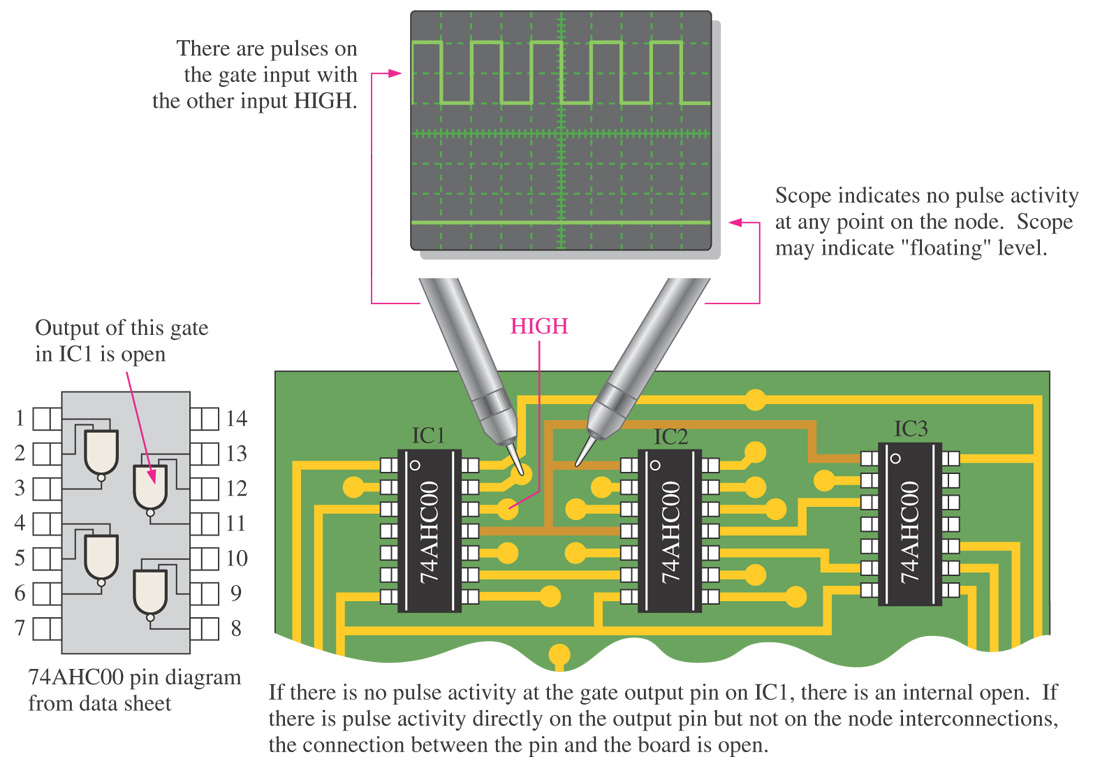 There are pulses on
the gate input with
the other input HIGH.
Scope indicates no pulse activity
at any point on the node.  Scope
may indicate "floating" level.
HIGH
Output of this gate
in IC1 is open
1
2
3
4
5
6
7
14
13
12
11
10
9
8
74AHC00 pin diagram
from data sheet
IC1
74AHC00
IC2
74AHC00
IC3
74AHC00
If there is no pulse activity at the gate output pin on IC1, there is an internal open.  If
there is pulse activity directly on the output pin but not on the node interconnections,
the connection between the pin and the board is open.